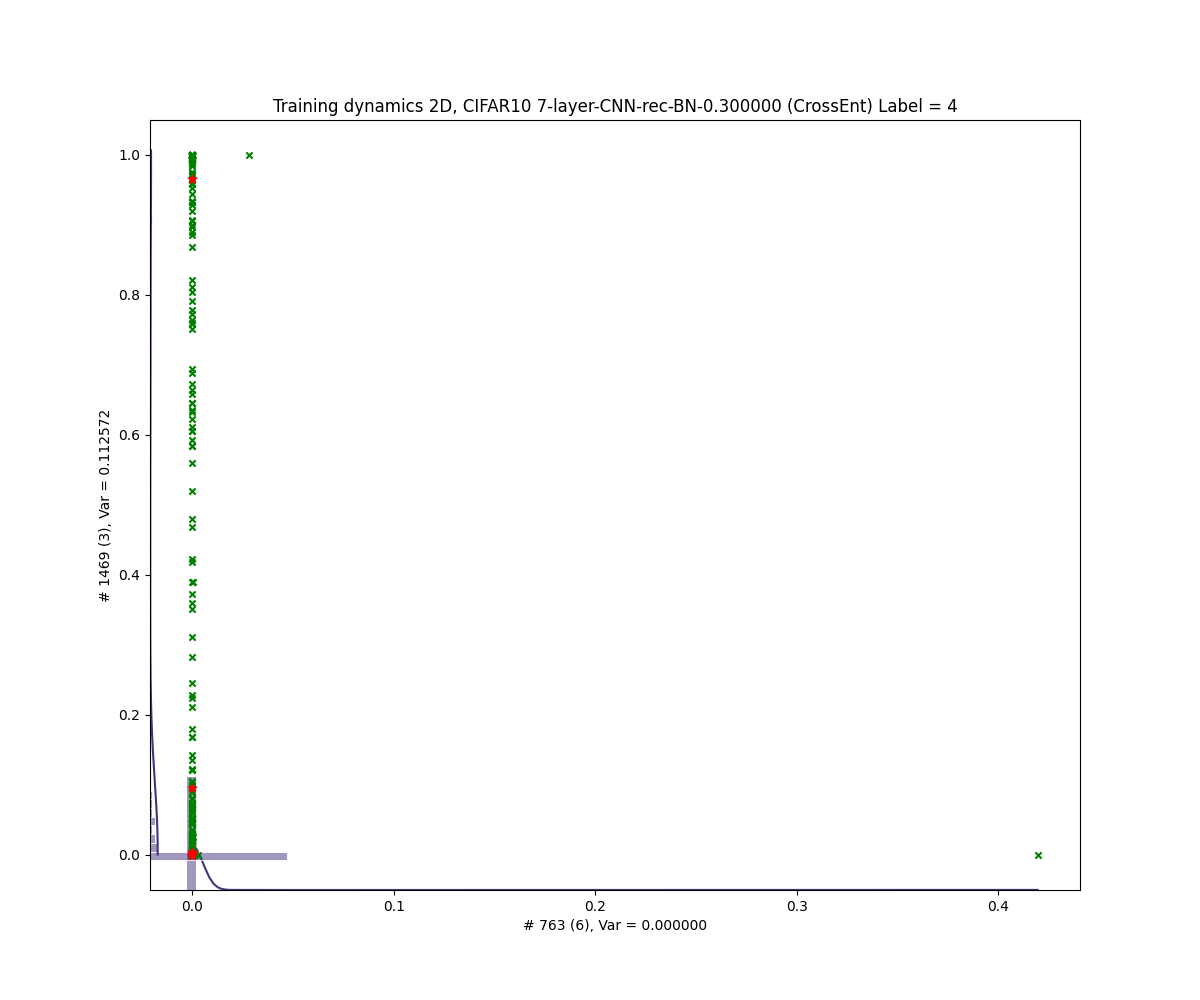 Training dynamics 2D, CIFAR10 7-layer-CNN-rec-BN-0.300000 (CrossEnt) Label = 4
1.0
0.8
0.6
0.4
0.2
0.0
# 1469 (3), Var = 0.112572
0.0 0.1 0.2 0.3 0.4
# 763 (6), Var = 0.000000